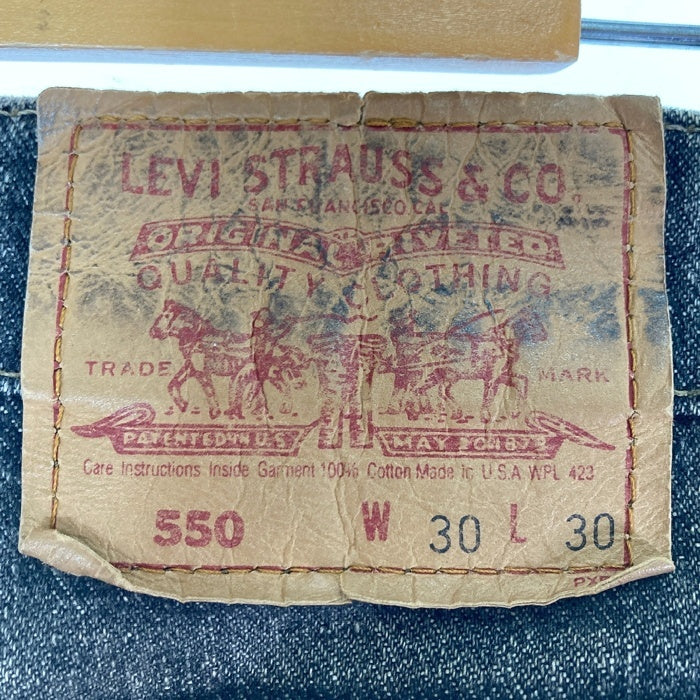 LEVI STRAUSS & CO.
SAN FRANCISCO CAL
ORIGINAL RIVETED
QUALITY CLOTHING
TRADE MARK
PATENTED IN U.S. MAY 20 1873
Care Instructions Inside Garment 100% Cotton Made in U.S.A WPL 423
550 W 30 L 30